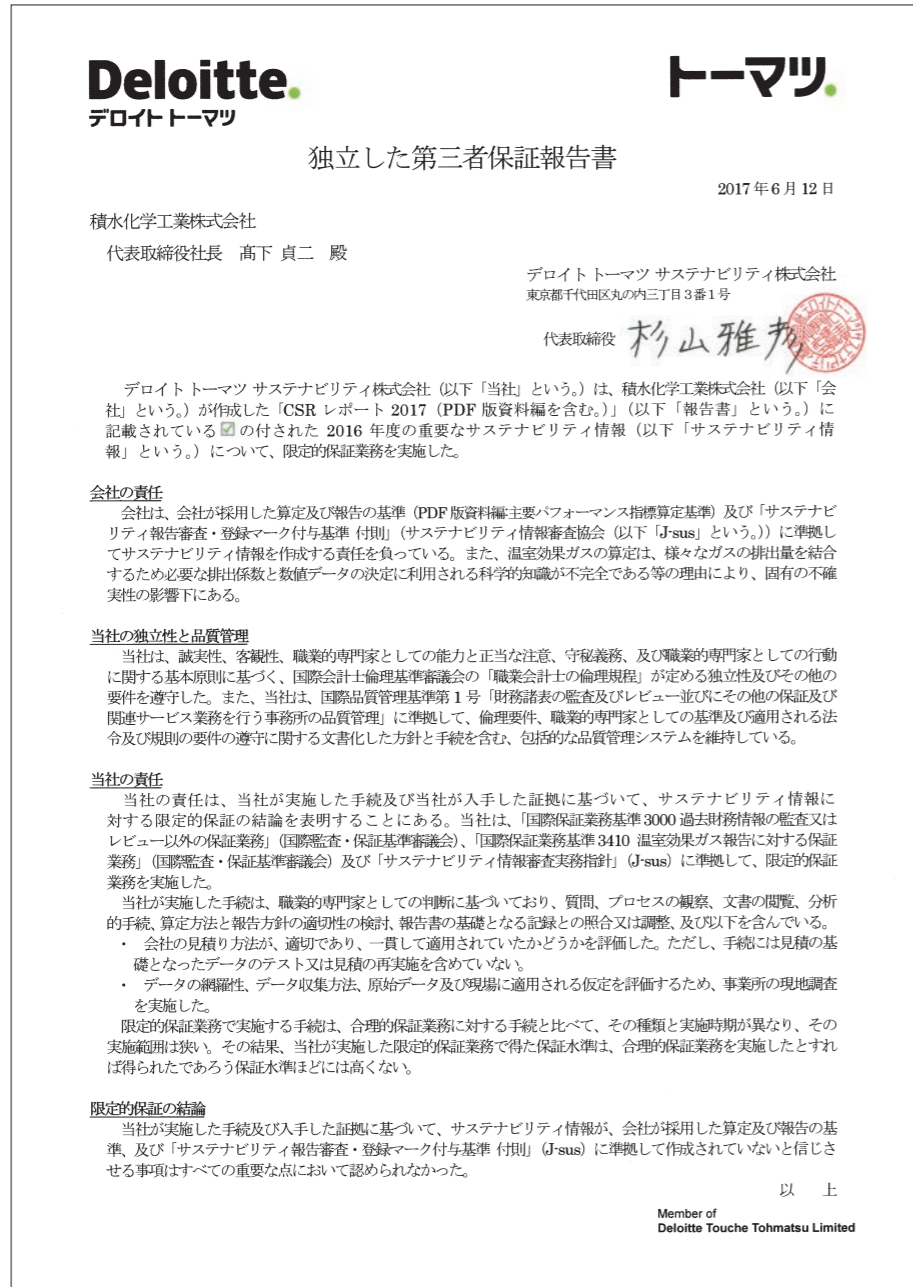 Deloitte.
デロイト トーマツ
トーマツ.
独立した第三者保証報告書
2017 年 6 月 12 日
積水化学工業株式会社
代表取締役社長 髙下 貞二 殿
デロイト トーマツ サステナビリティ株式会社
東京都千代田区丸の内三丁目3番1号
代表取締役 杉山雅彦
デロイト トーマツ サステナビリティ株式会社（以下「当社」という。）は、積水化学工業株式会社（以下「会
社」という。）が作成した「CSR レポート 2017（PDF 版資料編を含む。）」（以下「報告書」という。）に
記載されている☑の付された 2016 年度の重要なサステナビリティ情報（以下「サステナビリティ情
報」という。）について、限定的保証業務を実施した。
会社の責任
会社は、会社が採用した算定及び報告の基準（PDF 版資料編:主要パフォーマンス指標算定基準）及び「サステナビ
リティ報告審査・登録マーク付与基準 付則」（サステナビリティ情報審査協会（以下「J-sus」という。））に準拠し
てサステナビリティ情報を作成する責任を負っている。また、温室効果ガスの算定は、様々なガスの排出量を結合
するため必要な排出係数と数値データの決定に利用される科学的知識が不完全である等の理由により、固有の不確
実性の影響下にある。
当社の独立性と品質管理
当社は、誠実性、客観性、職業的専門家としての能力と正当な注意、守秘義務、及び職業的専門家としての行動
に関する基本原則に基づく、国際会計士倫理基準審議会の「職業会計士の倫理規程」が定める独立性及びその他の
要件を遵守した。また、当社は、国際品質管理基準第 1 号「財務諸表の監査及びレビュー並びにその他の保証及び
関連サービス業務を行う事務所の品質管理」に準拠して、倫理要件、職業的専門家としての基準及び適用される法
令及び規則の要件の遵守に関する文書化した方針と手続を含む、包括的な品質管理システムを維持している。
当社の責任
当社の責任は、当社が実施した手続及び当社が入手した証拠に基づいて、サステナビリティ情報に
対する限定的保証の結論を表明することにある。当社は、「国際保証業務基準 3000 過去財務情報の監査又は
レビュー以外の保証業務」（国際監査・保証基準審議会）、「国際保証業務基準 3410 温室効果ガス報告に対する保証
業務」（国際監査・保証基準審議会）及び「サステナビリティ情報審査実務指針」（J-sus）に準拠して、限定的保証
業務を実施した。
当社が実施した手続は、職業的専門家としての判断に基づいており、質問、プロセスの観察、文書の閲覧、分析
的手続、算定方法と報告方針の適切性の検討、報告書の基礎となる記録との照合又は調整、及び以下を含んでいる。
・ 会社の見積り方法が、適切であり、一貫して適用されていたかどうかを評価した。ただし、手続には見積の基
礎となったデータのテスト又は見積の再実施を含めていない。
・ データの網羅性、データ収集方法、原始データ及び現場に適用される仮定を評価するため、事業所の現地調査
を実施した。
限定的保証業務で実施する手続は、合理的保証業務に対する手続と比べて、その種類と実施時期が異なり、その
実施範囲は狭い。その結果、当社が実施した限定的保証業務で得た保証水準は、合理的保証業務を実施したとすれ
ば得られたであろう保証水準ほどには高くない。
限定的保証の結論
当社が実施した手続及び入手した証拠に基づいて、サステナビリティ情報が、会社が採用した算定及び報告の基
準、及び「サステナビリティ報告審査・登録マーク付与基準 付則」（J-sus）に準拠して作成されていないと信じさ
せる事項はすべての重要な点において認められなかった。
以 上
Member of
Deloitte Touche Tohmatsu Limited